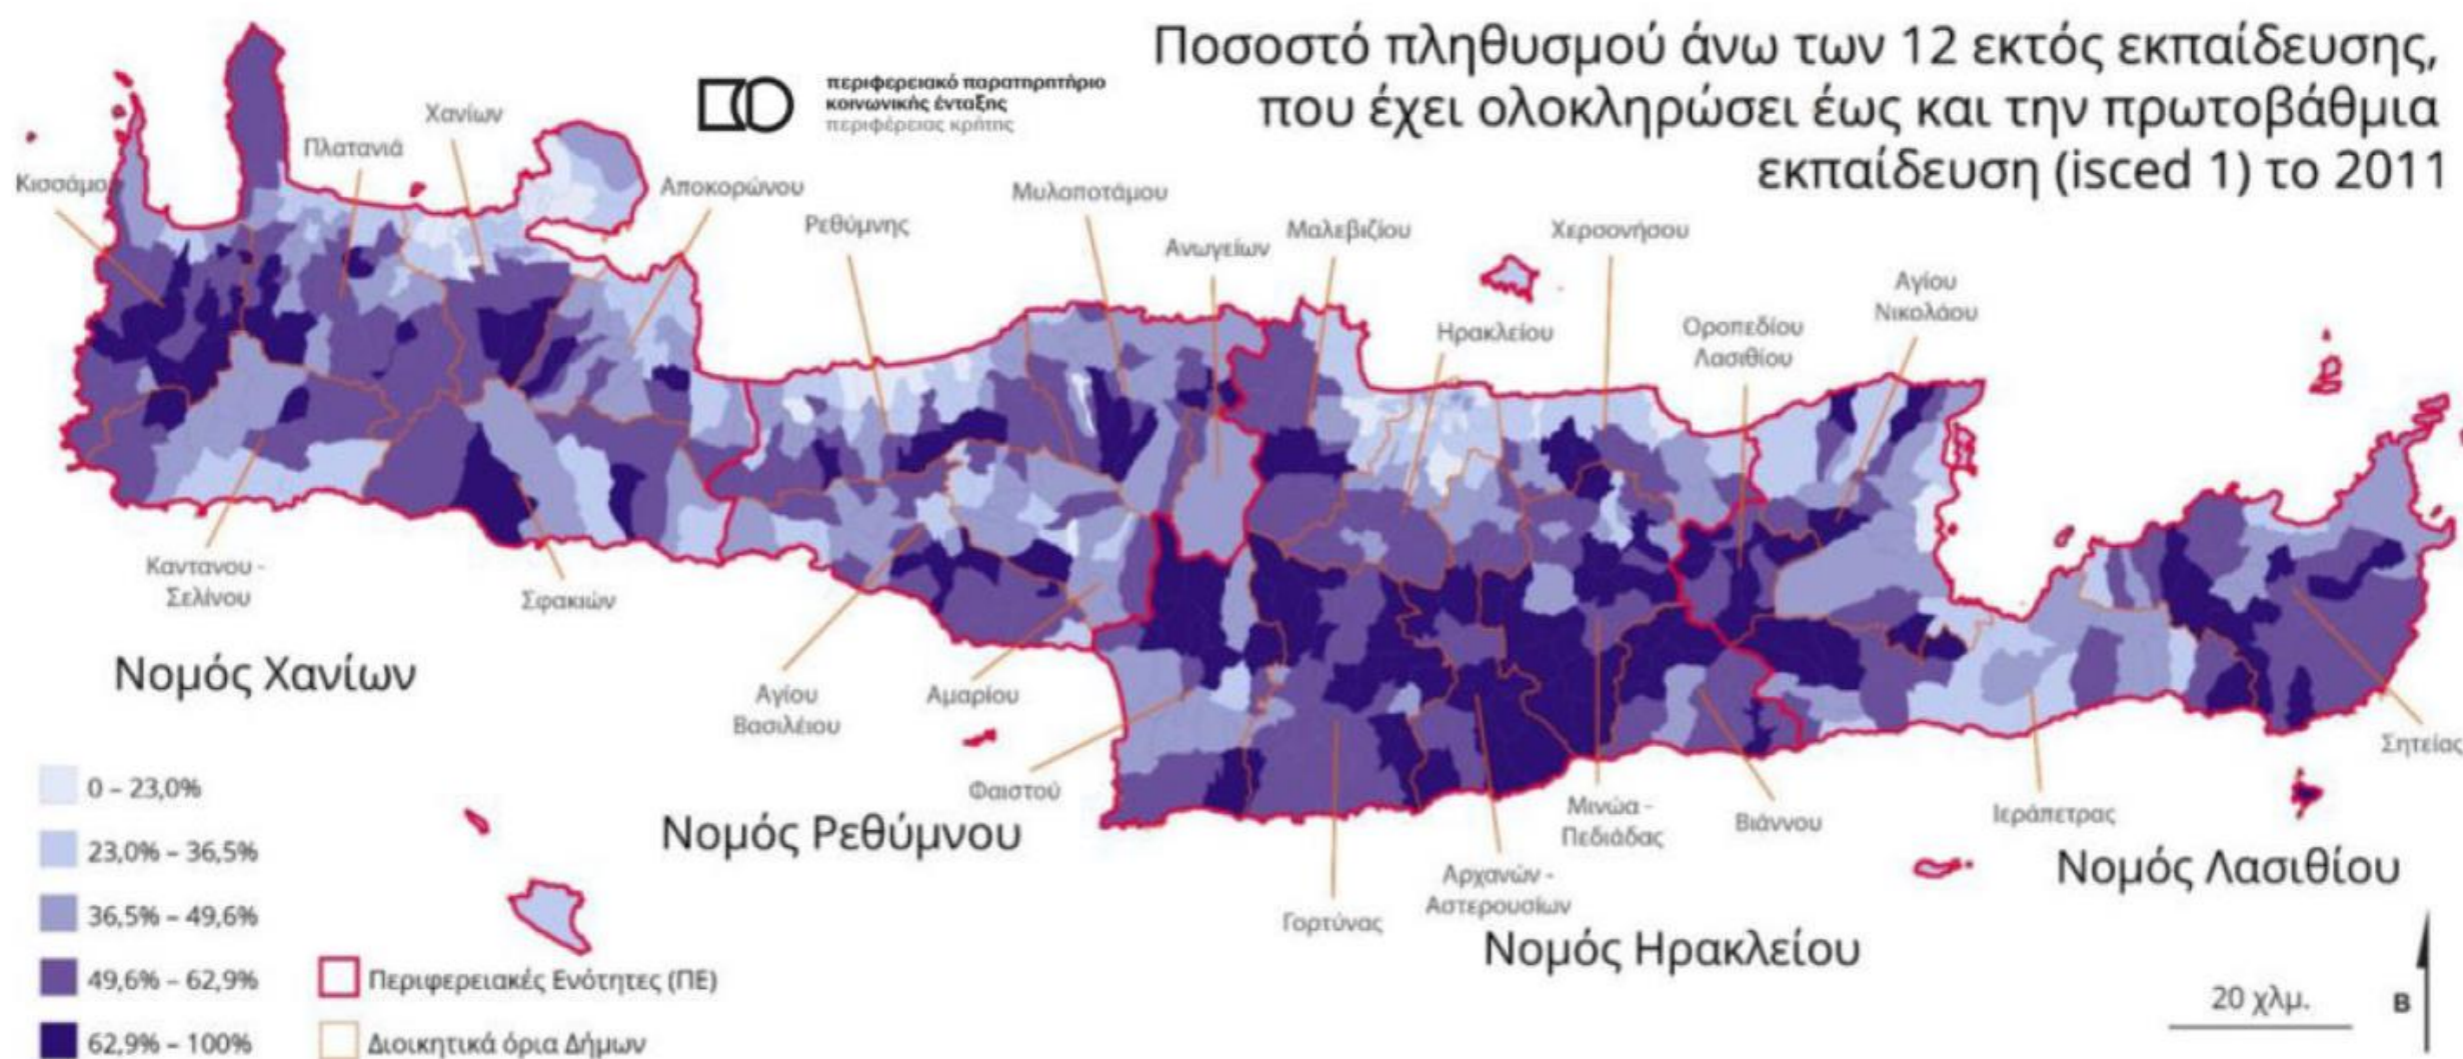 Ποσοστό πληθυσμού άνω των 12 εκτός εκπαίδευσης,
που έχει ολοκληρώσει έως και την πρωτοβάθμια
εκπαίδευση (isced 1) το 2011
περιφερειακό παρατηρητήριο
κοινωνικής ένταξης
περιφέρειας κρήτης
Χανίων
Πλατανιά
Κισσάμο
Αποκορώνου
Ρεθύμνης
Μυλοποτάμου
Ανωγείων
Μαλεβιζίου
Χερσονήσου
Ηρακλείου
Οροπεδίου
Λασιθίου
Αγίου
Νικολάου
Καντανου -
Σελίνου
Σφακιών
Αγίου
Βασιλείου
Αμαρίου
Φαιστού
Γορτύνας
Αρχανών -
Αστερουσίων
Μινώα -
Πεδιάδας
Βιάννου
Ιεράπετρας
Σητείας
Νομός Χανίων
Νομός Ρεθύμνου
Νομός Ηρακλείου
Νομός Λασιθίου
0 – 23,0%
23,0% – 36,5%
36,5% – 49,6%
49,6% – 62,9%
62,9% – 100%
Περιφερειακές Ενότητες (ΠΕ)
Διοικητικά όρια Δήμων
20 χλμ.
Β